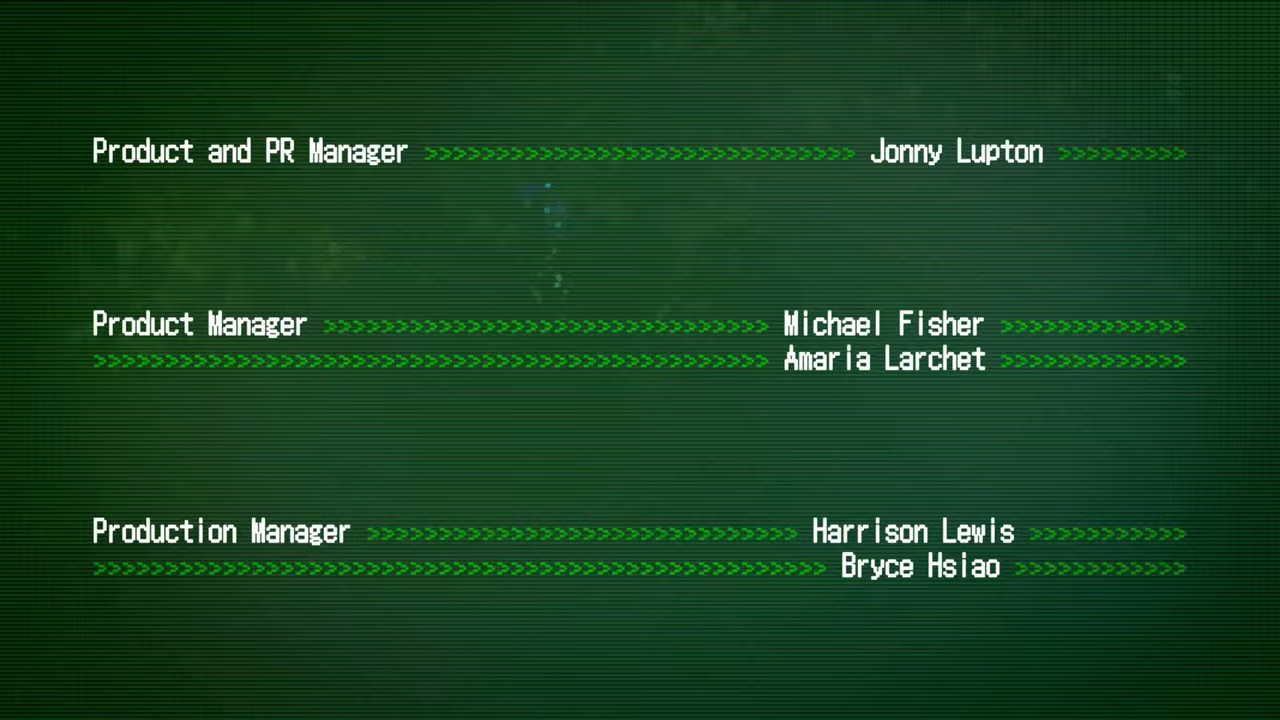 Product and PR Manager >>>>>>>>>>>>>>>>>>>>>>>>>>>>>> Jonny Lupton >>>>>>>>>
Product Manager >>>>>>>>>>>>>>>>>>>>>>>>>>>>>>> Michael Fisher >>>>>>>>>>>>>
>>>>>>>>>>>>>>>>>>>>>>>>>>>>>>>>>>>>>>>>>>>>>>> Amaria Larchet >>>>>>>>>>>>>
Production Manager >>>>>>>>>>>>>>>>>>>>>>>>>>>>>> Harrison Lewis >>>>>>>>>>>
>>>>>>>>>>>>>>>>>>>>>>>>>>>>>>>>>>>>>>>>>>>>>>>>>>> Bryce Hsiao >>>>>>>>>>>>